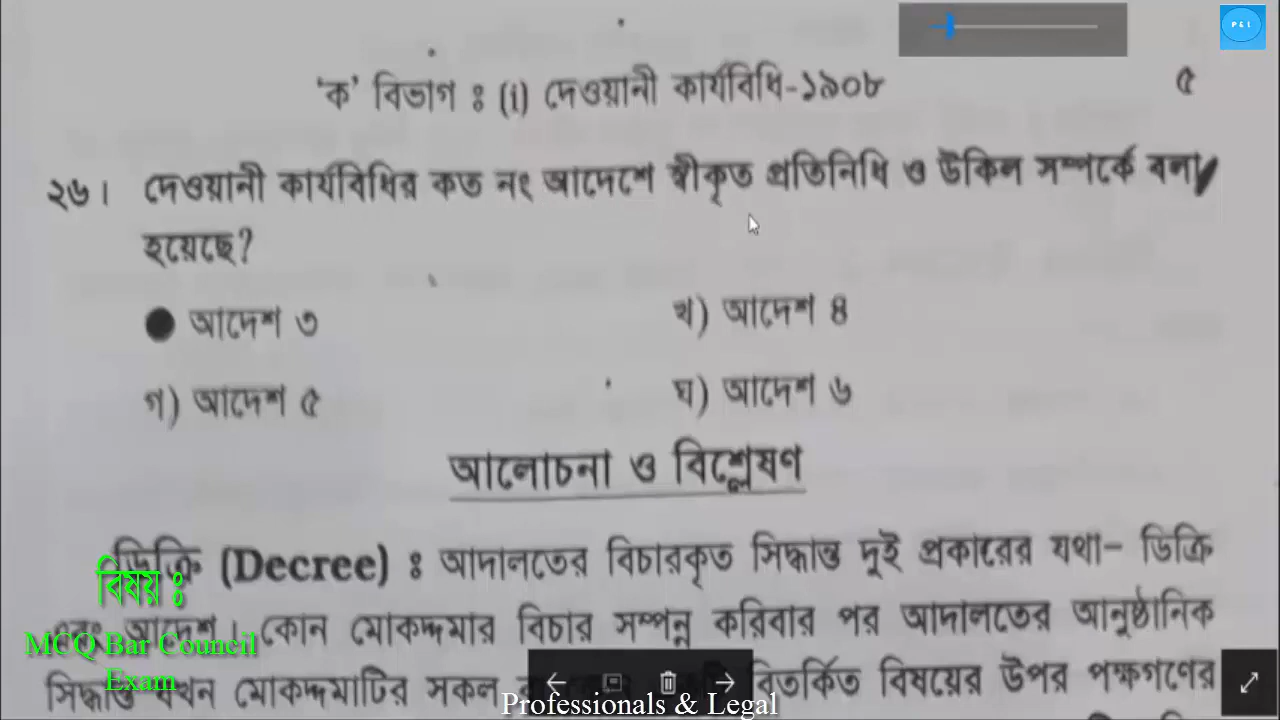 P & L
'ক' বিভাগ ঃ (i) দেওয়ানী কার্যবিধি-১৯০৮ ৫
২৬। দেওয়ানী কার্যবিধির কত নং আদেশে স্বীকৃত প্রতিনিধি ও উকিল সম্পর্কে বলা
হয়েছে?
আদেশ ৩ খ) আদেশ ৪
গ) আদেশ ৫ ঘ) আদেশ ৬
আলোচনা ও বিশ্লেষণ
ডিক্রি (Decree) ঃ আদালতের বিচারকৃত সিদ্ধান্ত দুই প্রকারের যথা- ডিক্রি
এবং আদেশ। কোন মোকদ্দমার বিচার সম্পন্ন করিবার পর আদালতের আনুষ্ঠানিক
সিদ্ধান্ত যখন মোকদ্দমাটির সকল বিতর্কিত বিষয়ের উপর পক্ষগণের
বিষয় ঃ
MCQ Bar Council
Exam
Professionals & Legal